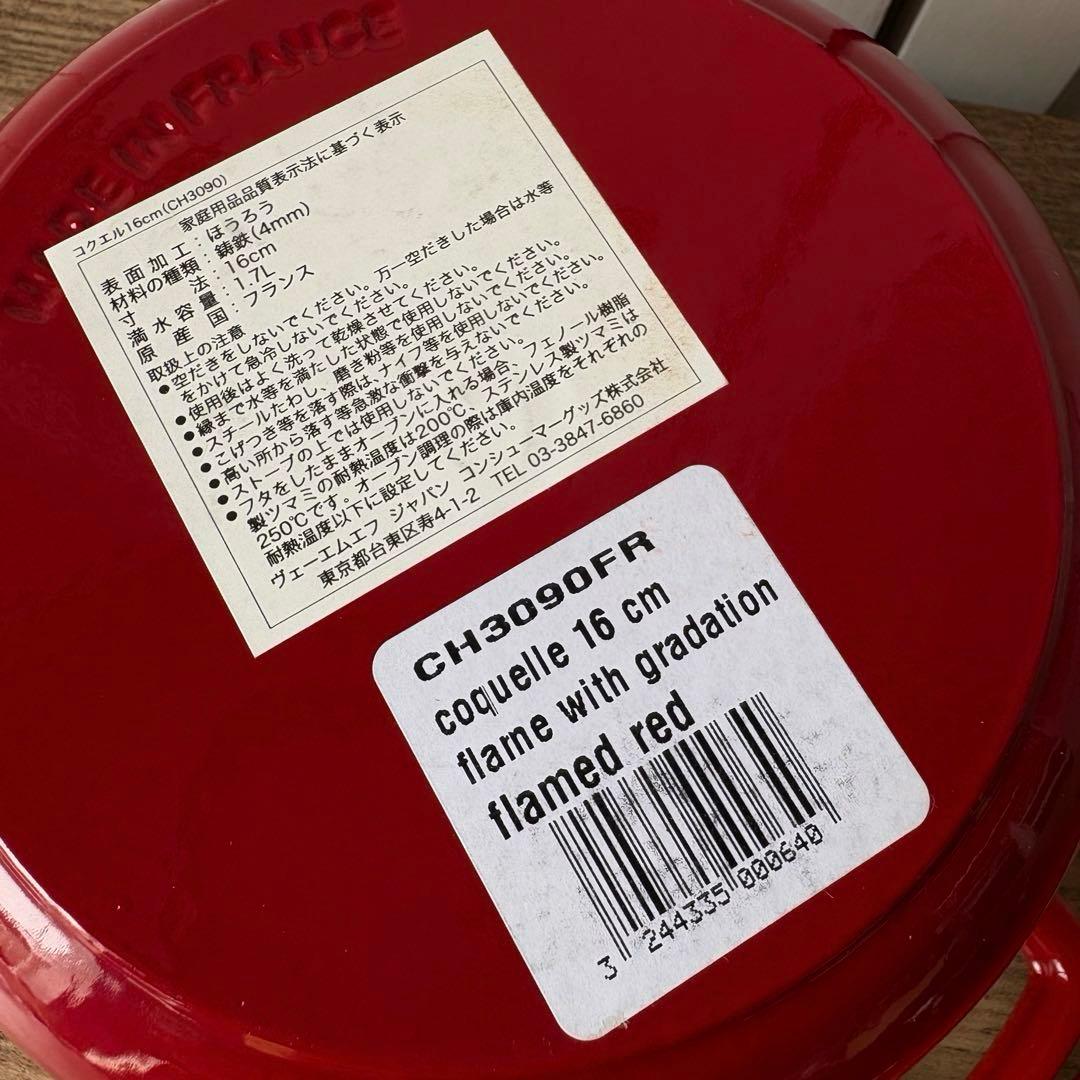 MADE IN FRANCE
コクエル16cm(CH3090)
家庭用品品質表示法に基づく表示
表面加工：ほうろう
材料の種類：鋳鉄(4mm)
寸法：16cm
満水容量：1.7L
原産国：フランス
取扱上の注意
●空だきをしないでください。万一空だきした場合は水等
をかけて急冷しないでください。
●使用後はよく洗って乾燥させてください。
●縁まで水等を満たした状態で使用しないでください。
●スチールたわし、磨き粉等を使用しないでください。
●こげつき等を落す際は、ナイフ等を使用しないでください。
●高い所から落す等急激な衝撃を与えないでください。
●ストーブの上では使用しないでください。
●フタをしたままオーブンに入れる場合、フェノール樹脂
製ツマミの耐熱温度は200℃、ステンレス製ツマミは
250℃です。オーブン調理の際は庫内温度をそれぞれの
耐熱温度以下に設定してください。
ヴェーエムエフ ジャパン コンシューマーグッズ株式会社
東京都台東区寿4-1-2 TEL 03-3847-6860
CH3090FR
coquelle 16 cm
flame with gradation
flamed red
3 244335 000640